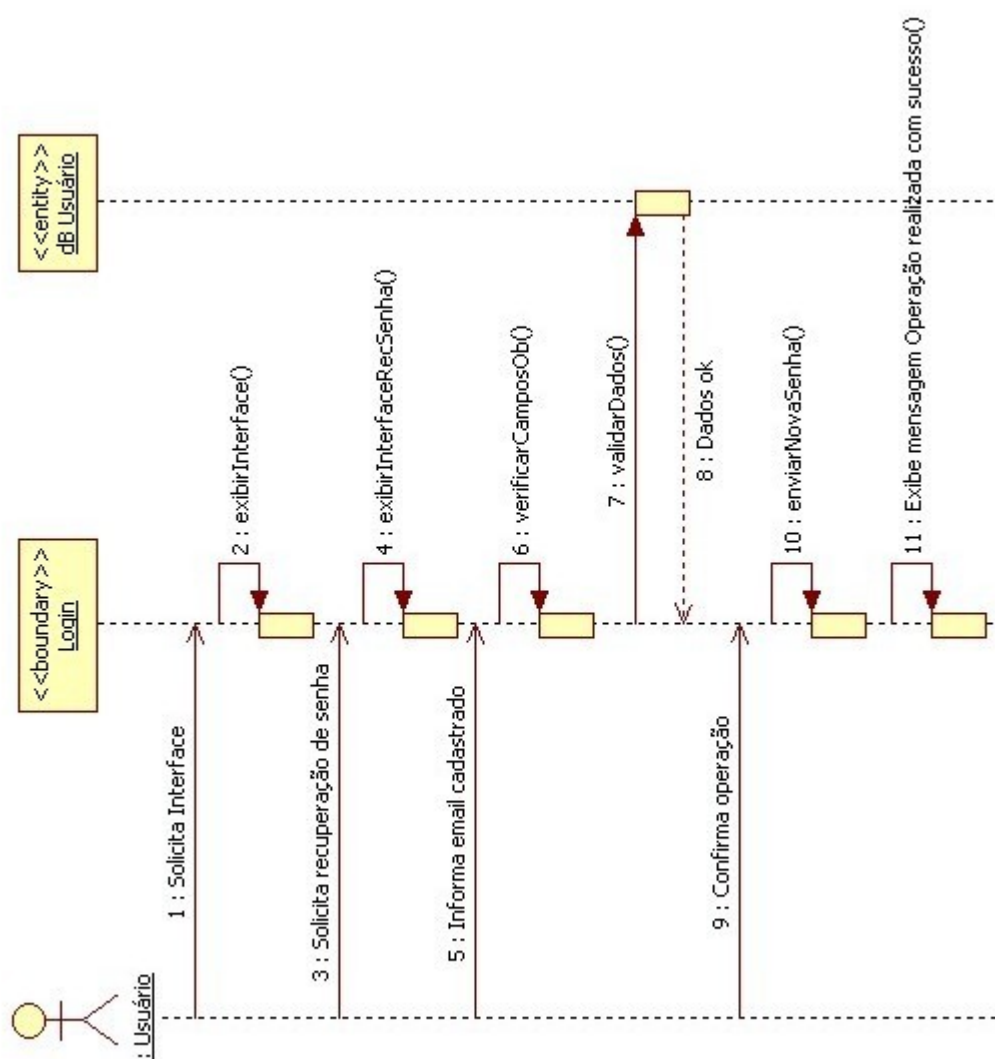 : Usuário
<<boundary>>
Login
<<entity>>
dB Usuário
1 : Solicita Interface
2 : exibirInterface()
3 : Solicita recuperação de senha
4 : exibirInterfaceRecSenha()
5 : Informa email cadastrado
6 : verificarCamposOb()
7 : validarDados()
8 : Dados ok
9 : Confirma operação
10 : enviarNovaSenha()
11 : Exibe mensagem Operação realizada com sucesso()